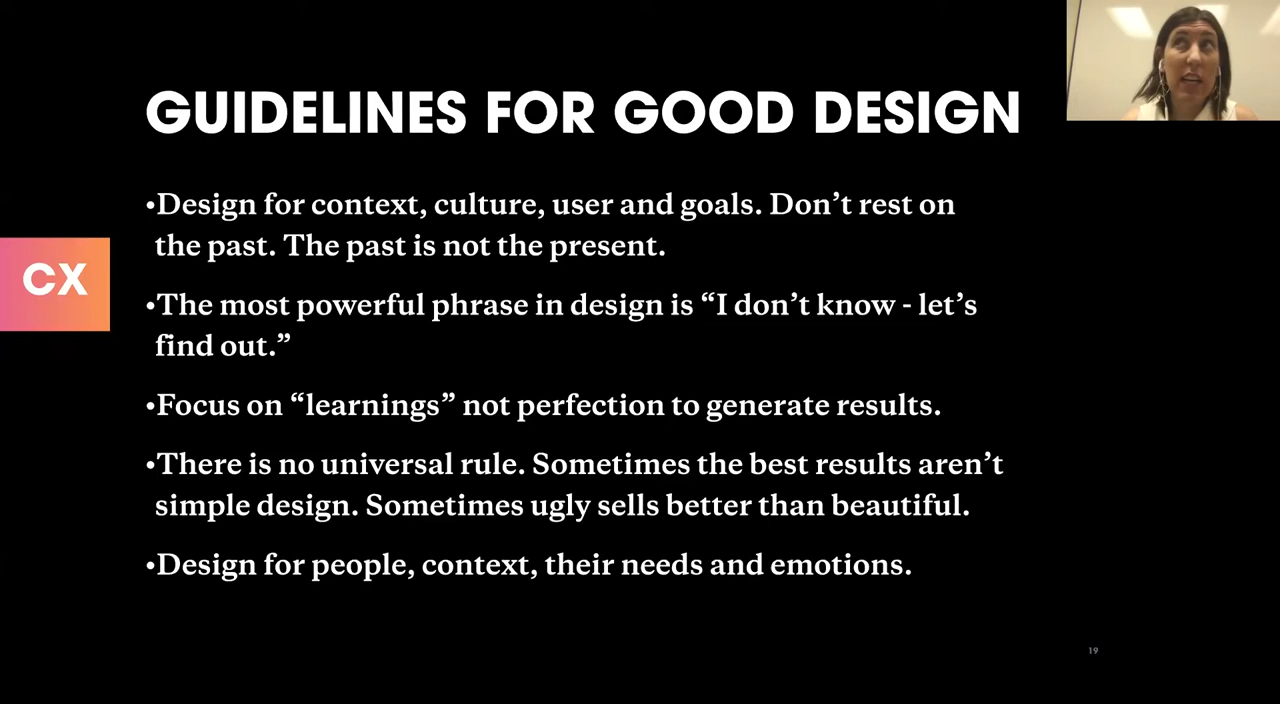 GUIDELINES FOR GOOD DESIGN
•Design for context, culture, user and goals. Don’t rest on
the past. The past is not the present.
CX
•The most powerful phrase in design is “I don’t know - let’s
find out.”
•Focus on “learnings” not perfection to generate results.
•There is no universal rule. Sometimes the best results aren’t
simple design. Sometimes ugly sells better than beautiful.
•Design for people, context, their needs and emotions.
19